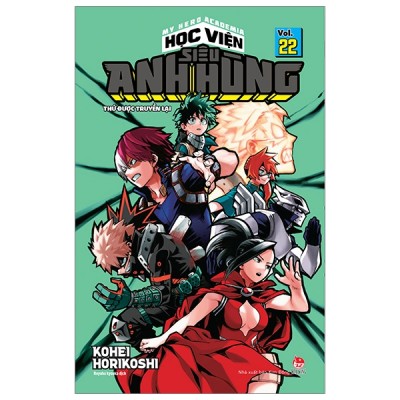 MY HERO ACADEMIA
HỌC VIỆN
SIÊU
ANH HÙNG
Vol.
22
THỨ ĐƯỢC TRUYỀN LẠI
KOHEI
HORIKOSHI